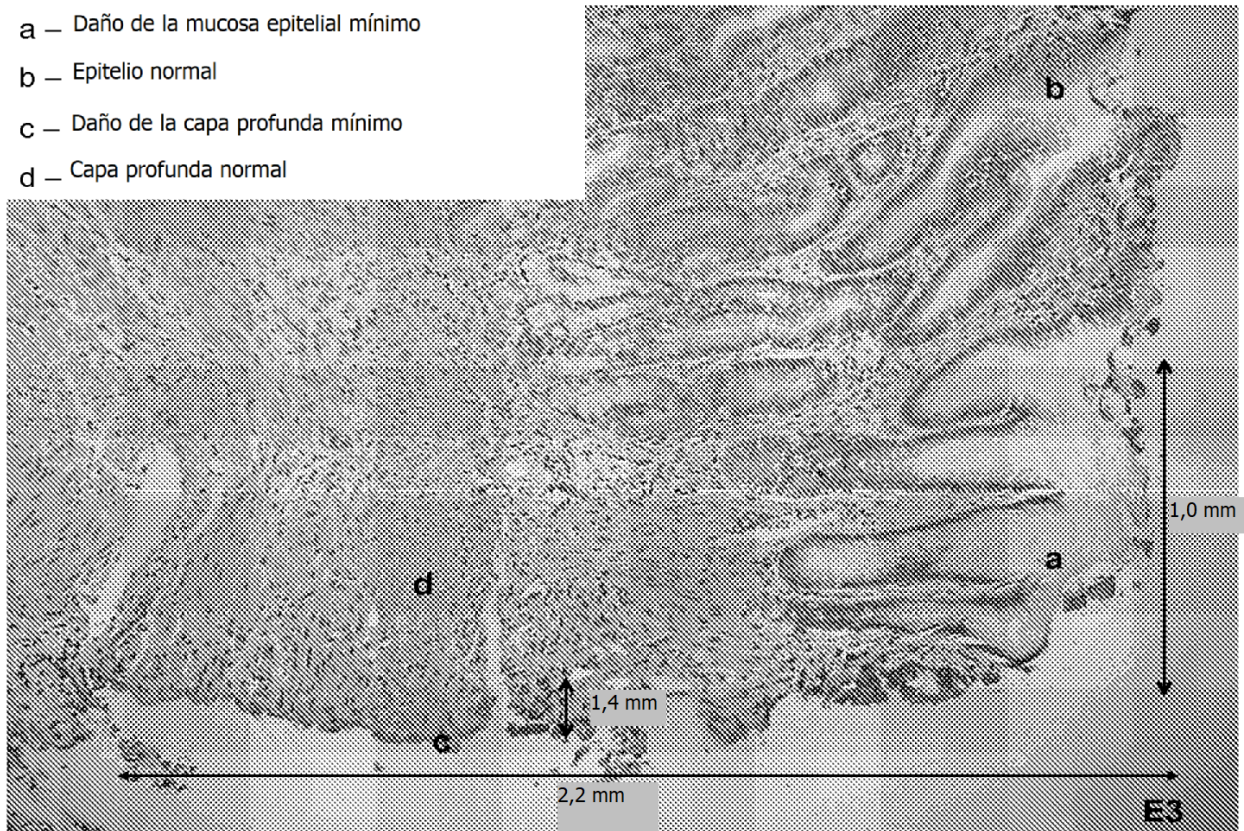 a – Daño de la mucosa epitelial mínimo
b – Epitelio normal
c – Daño de la capa profunda mínimo
d – Capa profunda normal
b
1,0 mm
a
d
1,4 mm
c
2,2 mm
E3